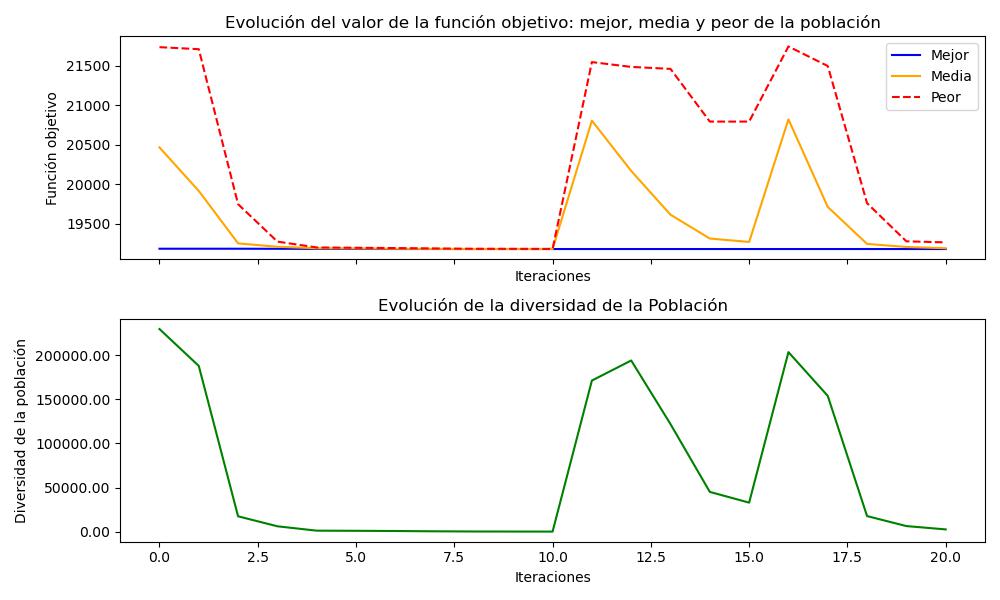 Evolución del valor de la función objetivo: mejor, media y peor de la población
Función objetivo
21500
21000
20500
20000
19500
Mejor
Media
Peor
Iteraciones
Evolución de la diversidad de la Población
Diversidad de la población
200000.00
150000.00
100000.00
50000.00
0.00
0.0 2.5 5.0 7.5 10.0 12.5 15.0 17.5 20.0
Iteraciones